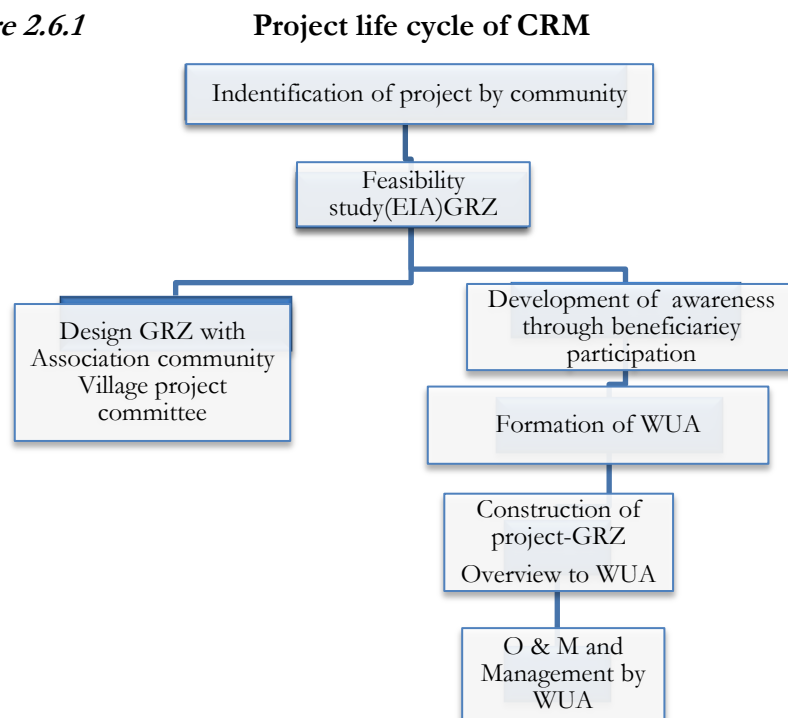 re 2.6.1 Project life cycle of CRM
Indentification of project by community
Feasibility
study(EIA)GRZ
Design GRZ with
Association community
Village project
committee
Development of awareness
through beneficiariey
participation
Formation of WUA
Construction of
project-GRZ
Overview to WUA
O & M and
Management by
WUA